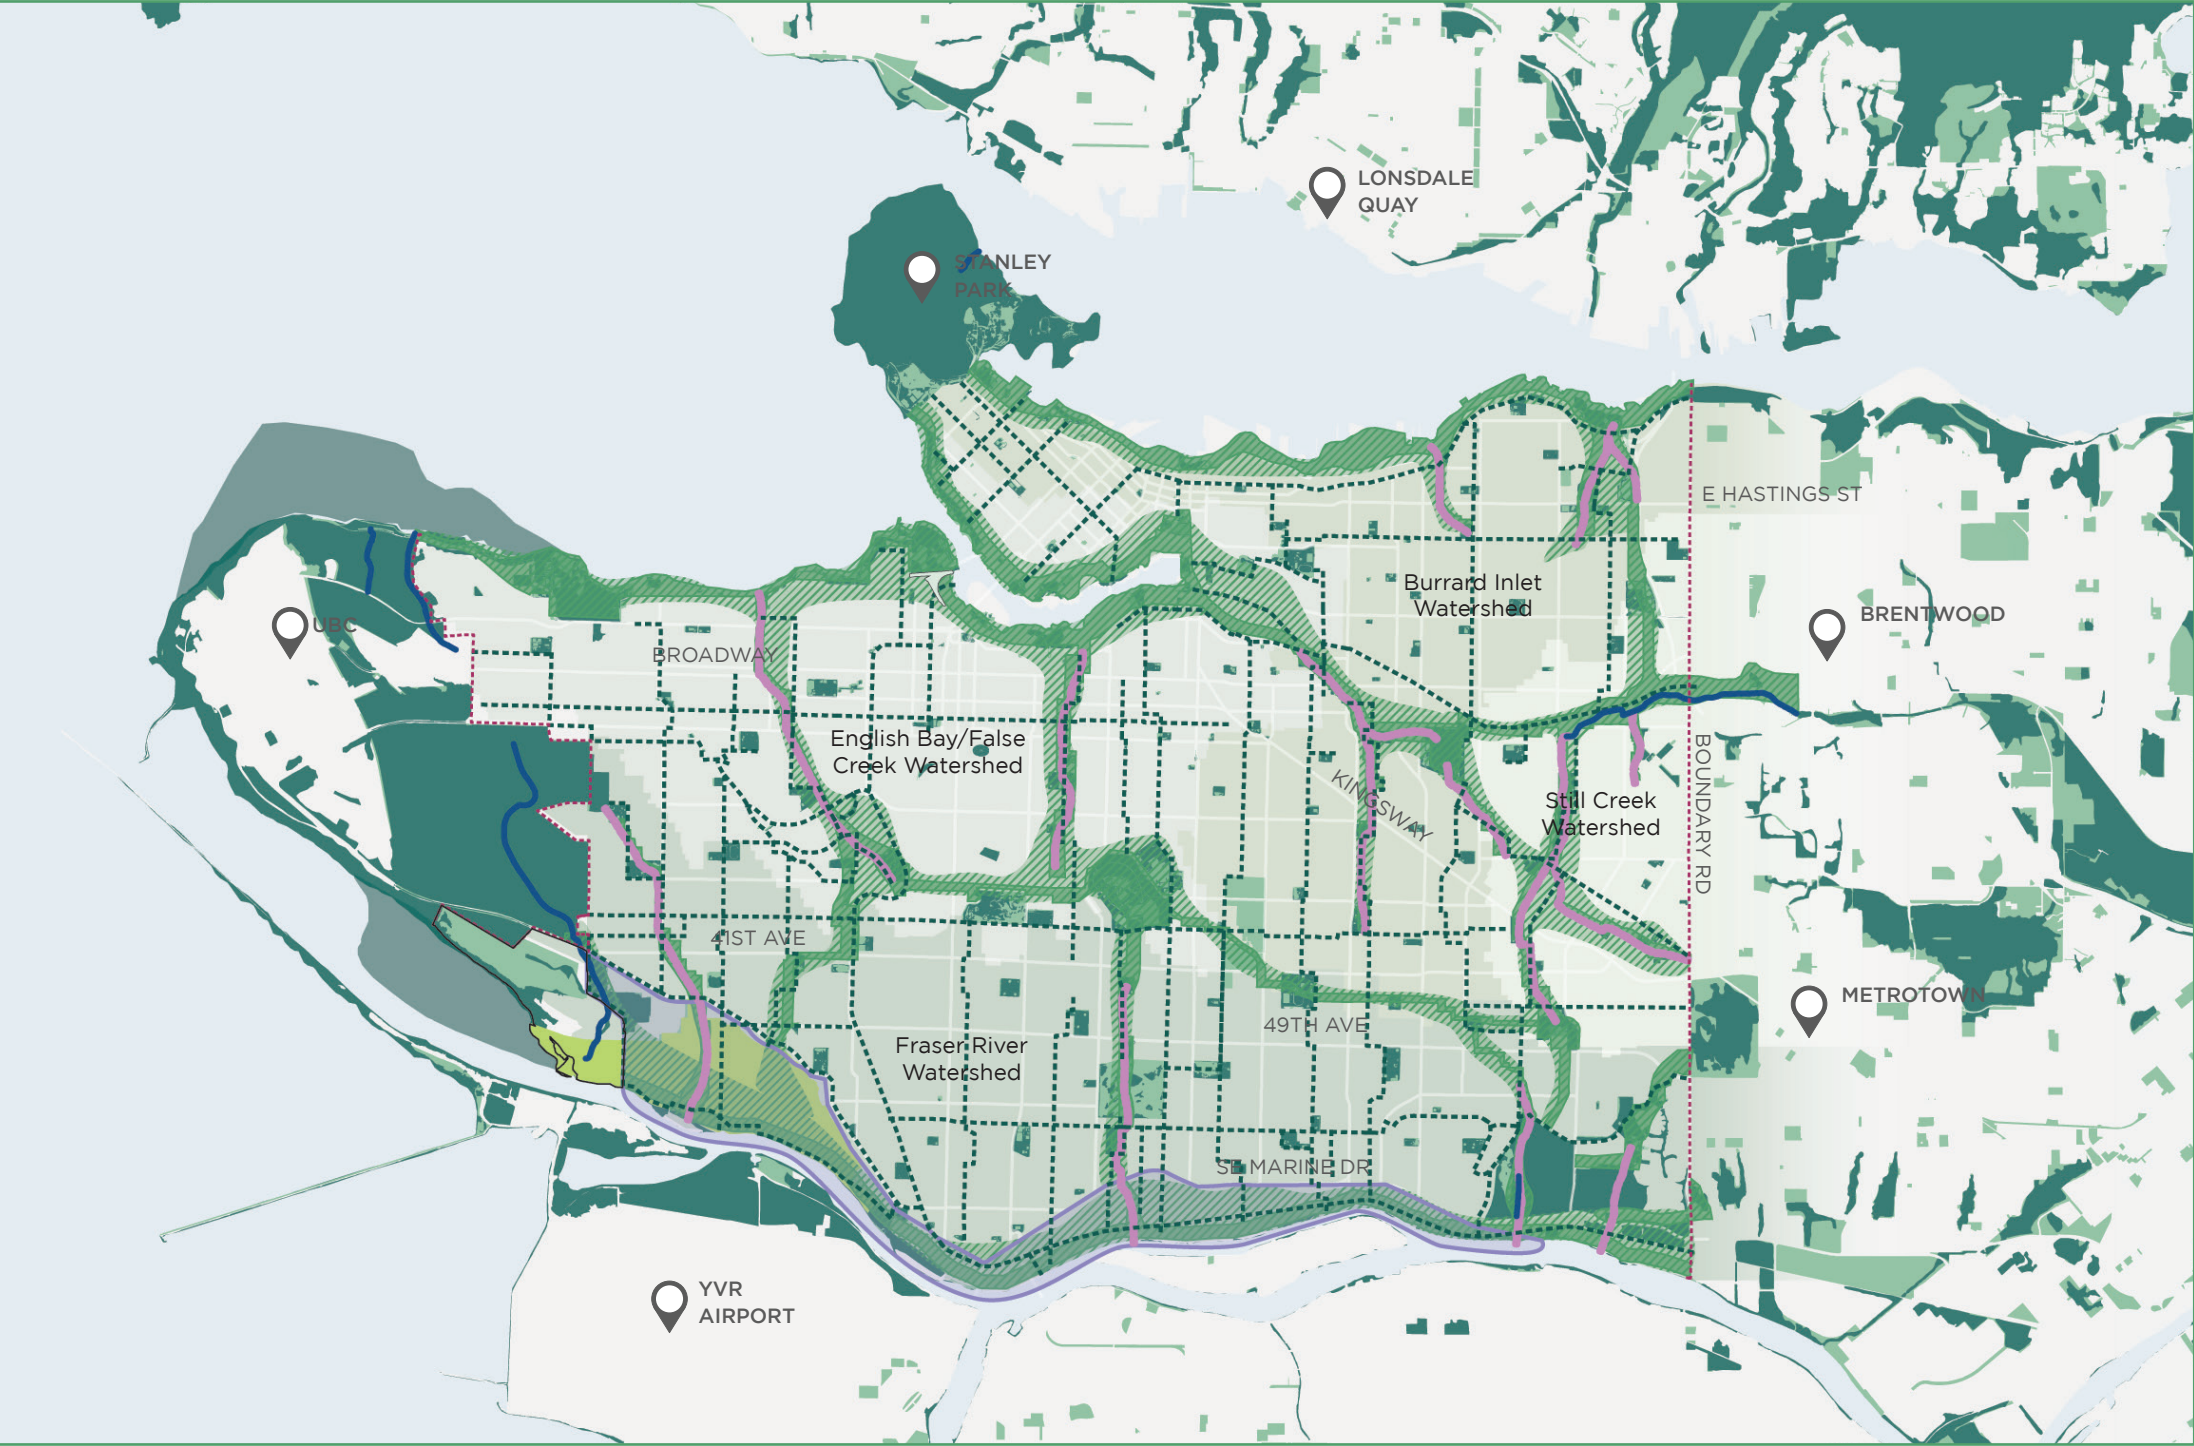 LONSDALE
QUAY
STANLEY
PARK
E HASTINGS ST
Burrard Inlet
Watershed
BRENTWOOD
UBC
BROADWAY
English Bay/False
Creek Watershed
KINGSWAY
Still Creek
Watershed
BOUNDARY RD
41ST AVE
METROTOWN
49TH AVE
Fraser River
Watershed
SE MARINE DR
YVR
AIRPORT